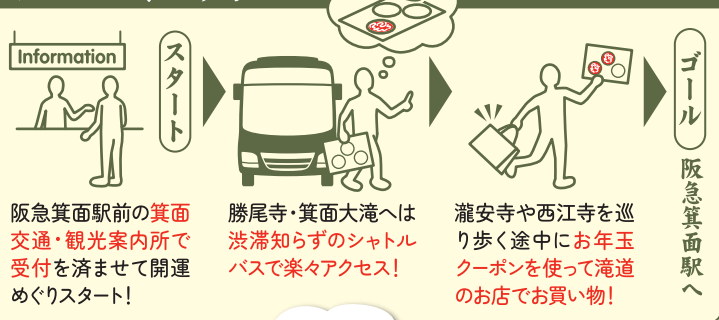 Information
スタート
阪急箕面駅前の箕面
交通・観光案内所で
受付を済ませて開運
めぐりスタート！
勝尾寺・箕面大滝へは
渋滞知らずのシャトル
バスで楽々アクセス！
瀧安寺や西江寺を巡
り歩く途中にお年玉
クーポンを使って滝道
のお店でお買い物！
ゴール
阪急箕面駅へ